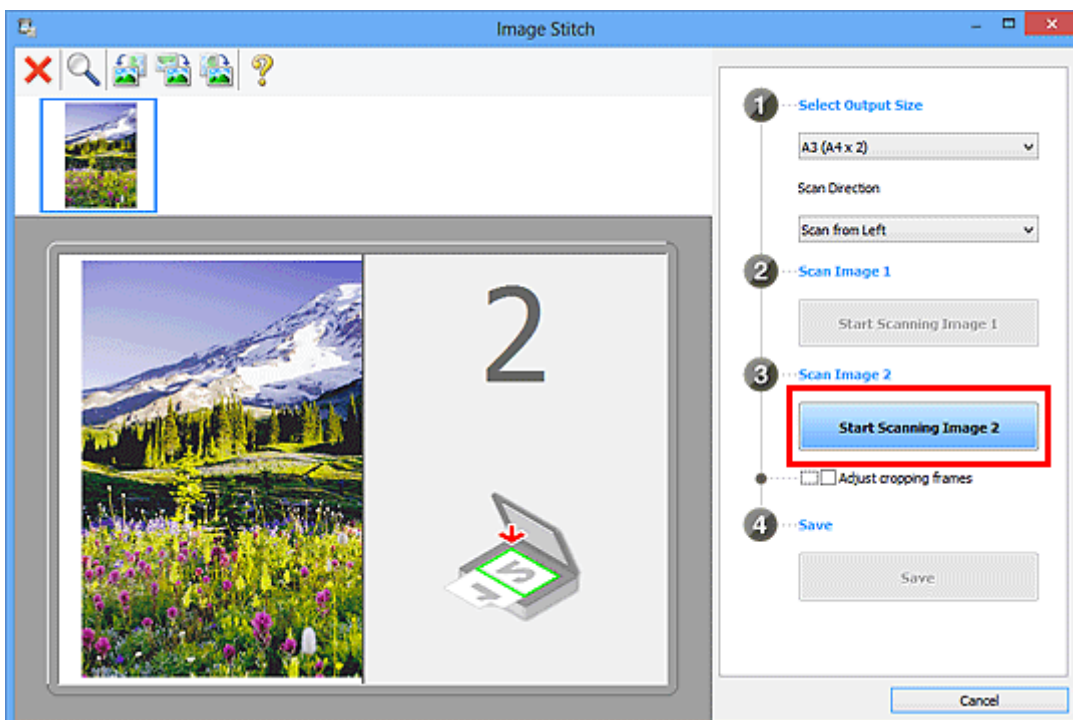 Image Stitch
1 Select Output Size
A3 (A4 x 2)
Scan Direction
Scan from Left
2 Scan Image 1
Start Scanning Image 1
3 Scan Image 2
Start Scanning Image 2
Adjust cropping frames
4 Save
Save
2
1 2
Cancel